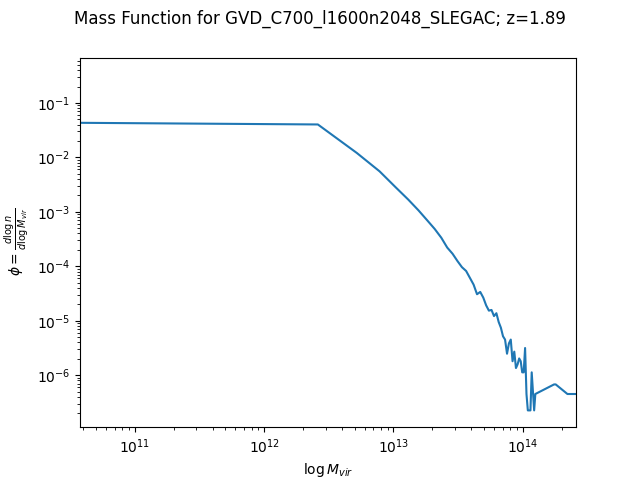 Mass Function for GVD_C700_l1600n2048_SLEGAC; z=1.89
10⁻¹
10⁻²
10⁻³
10⁻⁴
10⁻⁵
10⁻⁶
ϕ = d log n / d log M_vir
10¹¹ 10¹² 10¹³ 10¹⁴
log M_vir